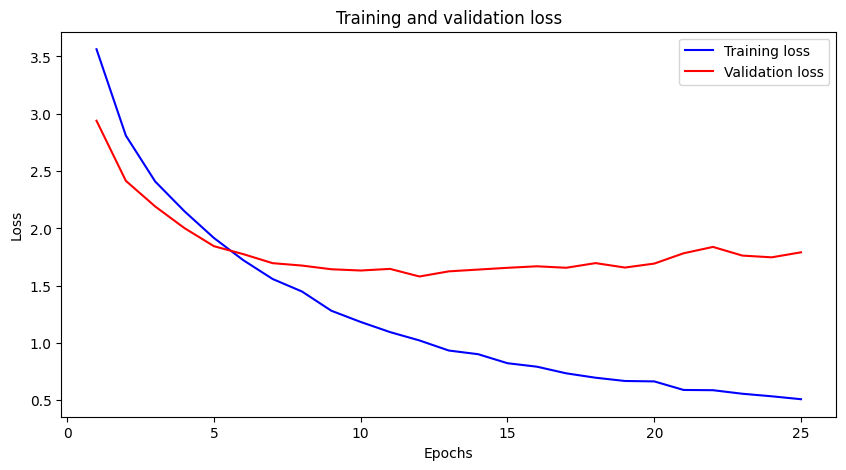 Training and validation loss
Training loss
Validation loss
3.5
3.0
2.5
2.0
1.5
1.0
0.5
Loss
0
5
10
15
20
25
Epochs